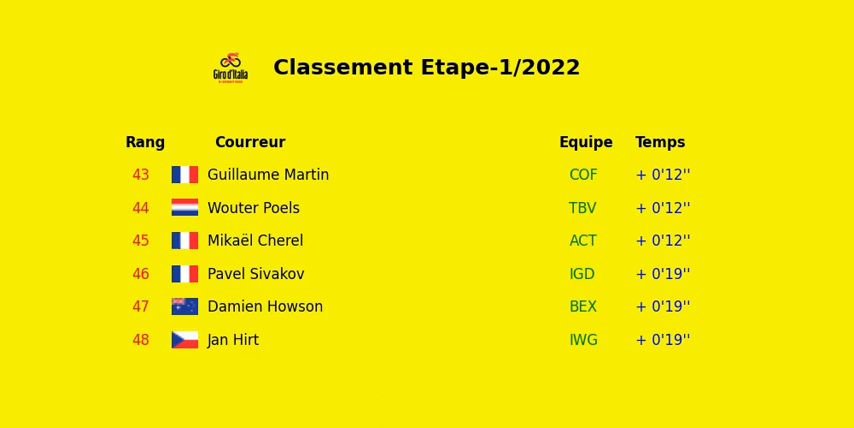 Giro d'Italia
Classement Etape-1/2022
Rang Courreur Equipe Temps
43 Guillaume Martin COF + 0'12''
44 Wouter Poels TBV + 0'12''
45 Mikaël Cherel ACT + 0'12''
46 Pavel Sivakov IGD + 0'19''
47 Damien Howson BEX + 0'19''
48 Jan Hirt IWG + 0'19''